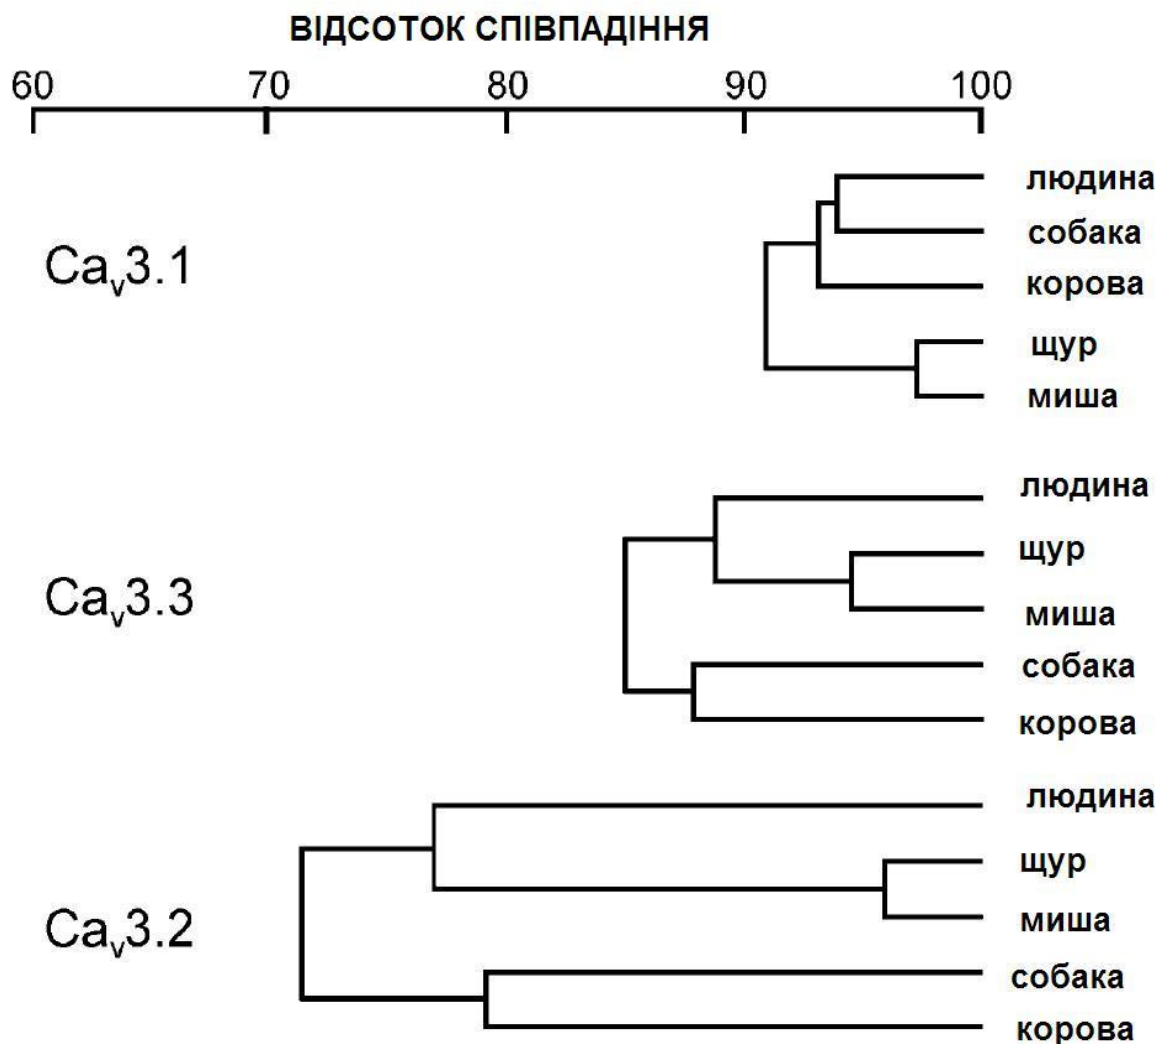 ВІДСОТОК СПІВПАДІННЯ
60 70 80 90 100
Caᵥ3.1
людина
собака
корова
щур
миша
Caᵥ3.3
людина
щур
миша
собака
корова
Caᵥ3.2
людина
щур
миша
собака
корова